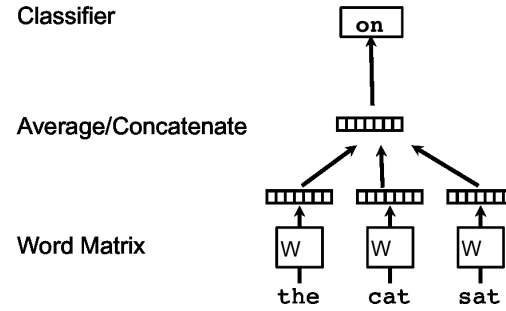 Classifier
on
Average/Concatenate
Word Matrix
W W W
the cat sat